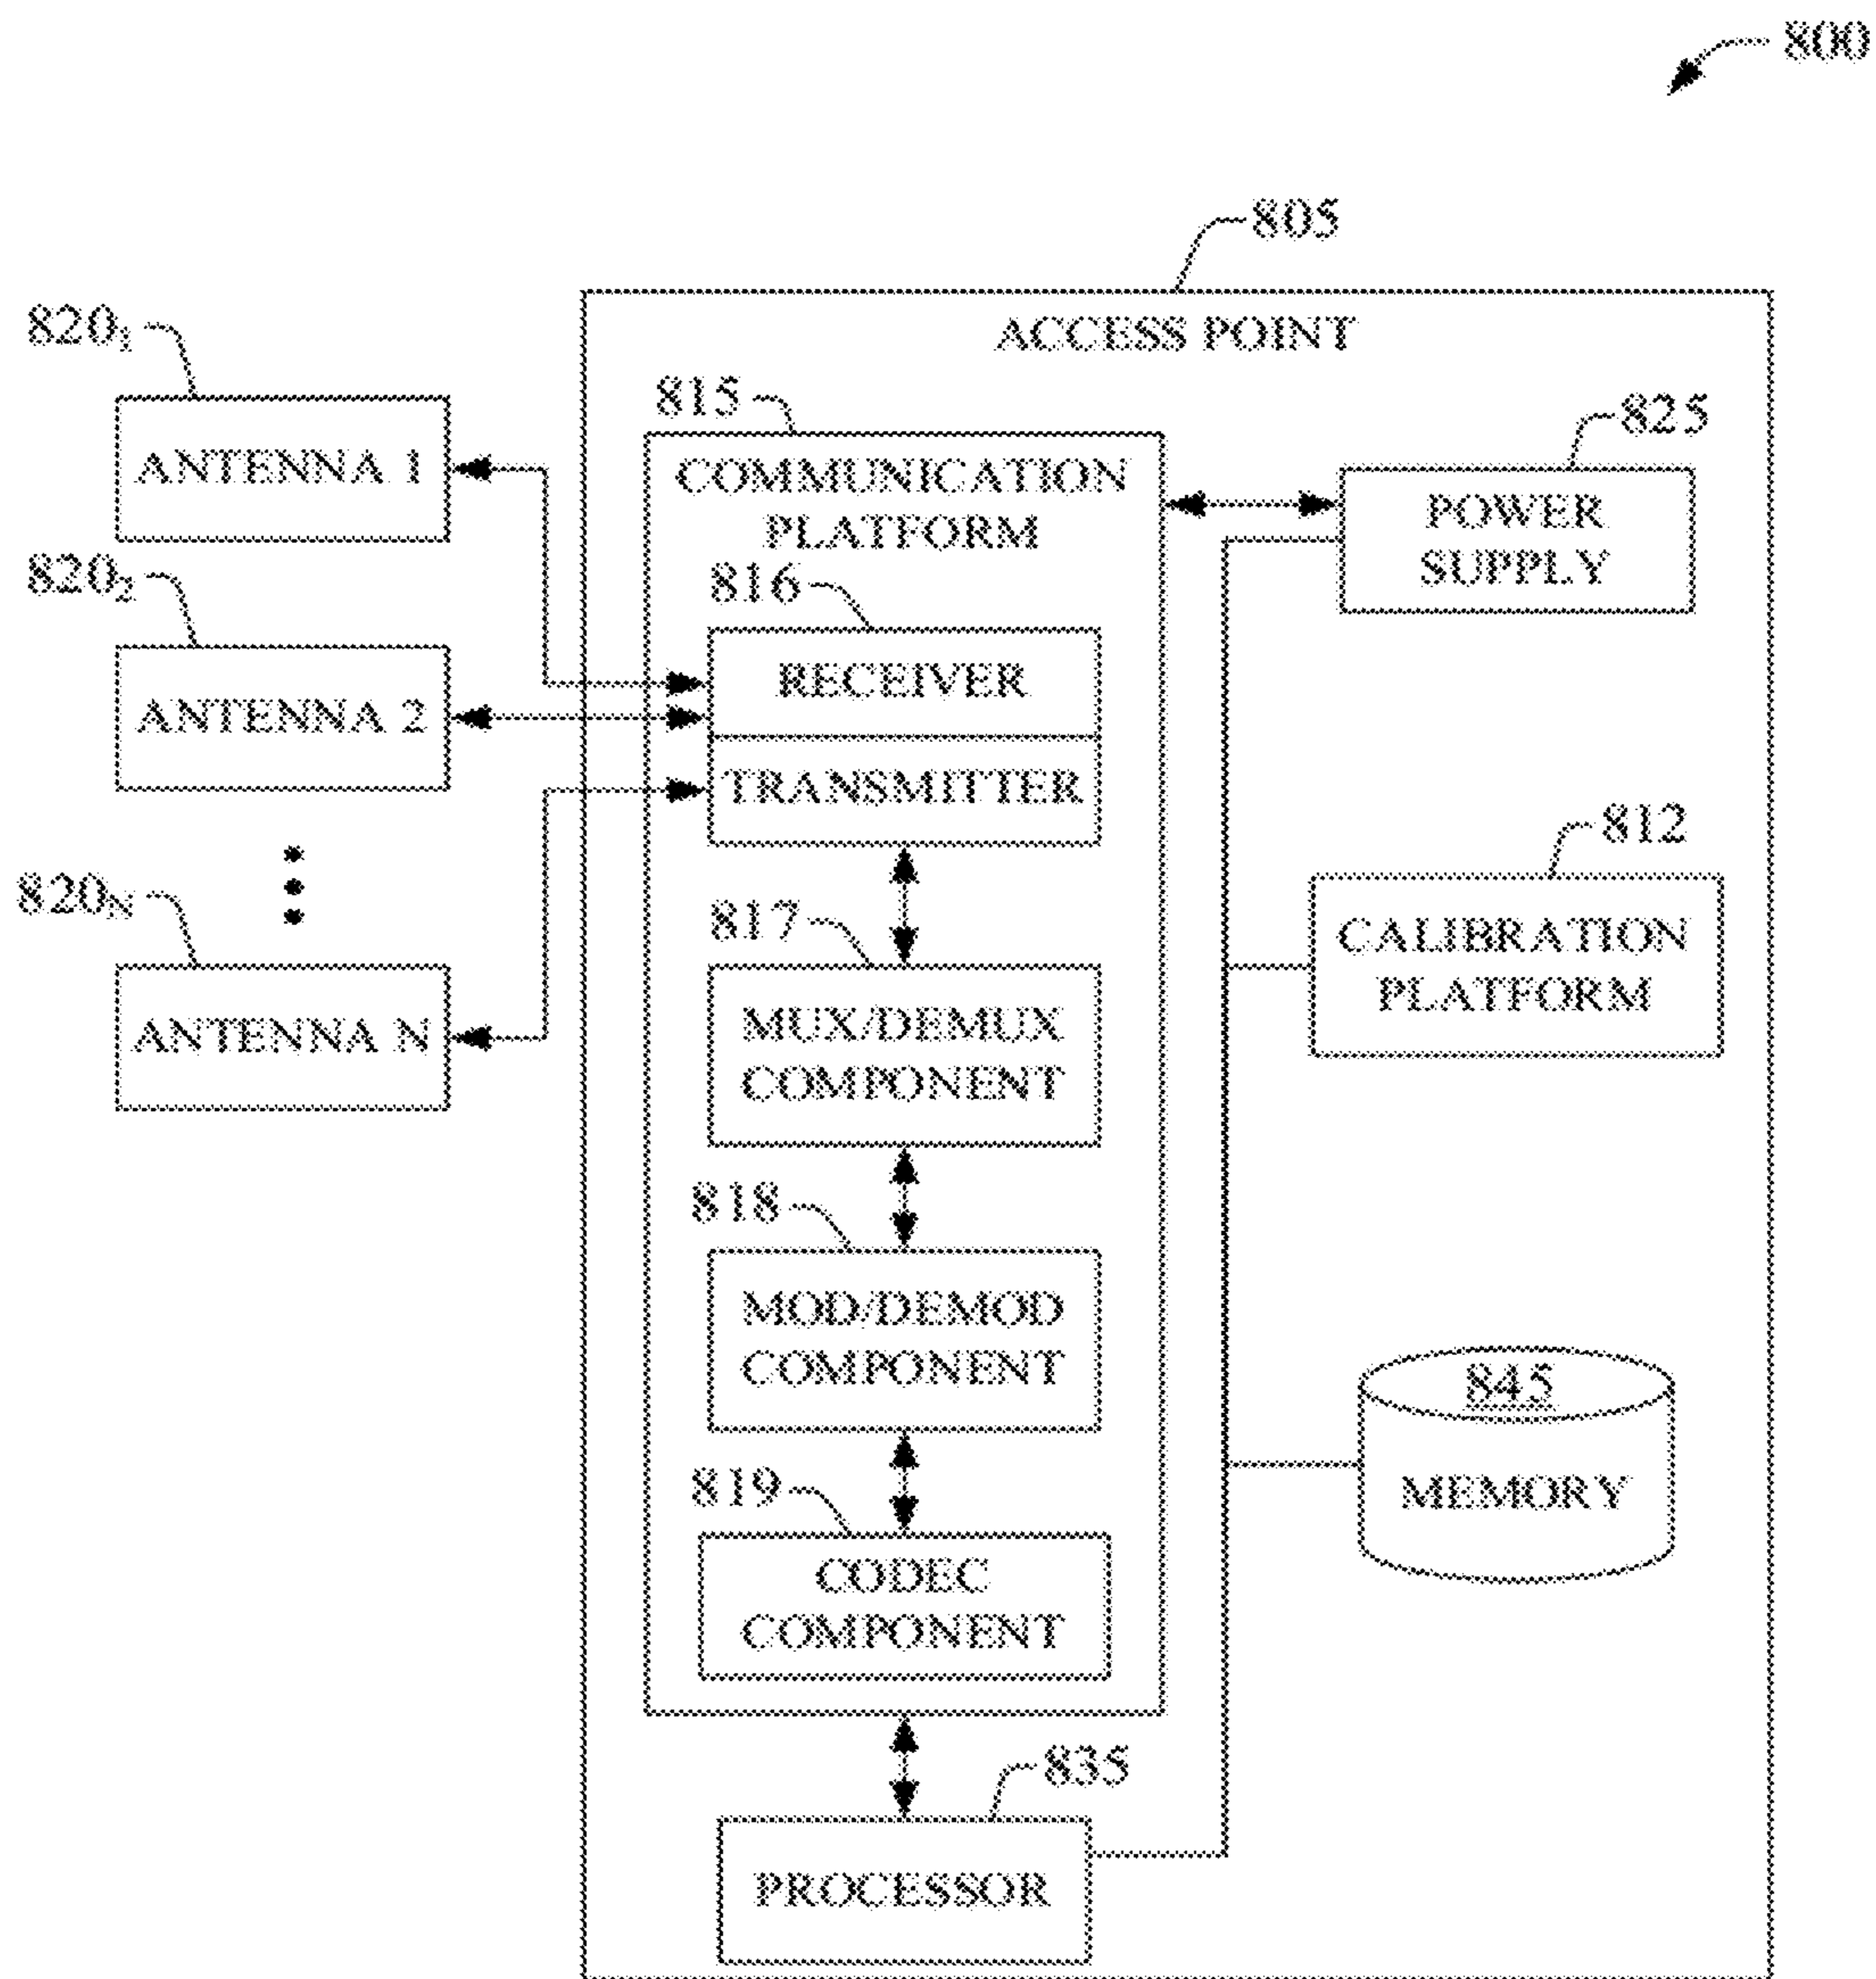 800
805
ACCESS POINT
820₁
ANTENNA 1
820₂
ANTENNA 2
820N
ANTENNA N
815
COMMUNICATION
PLATFORM
816
RECEIVER
TRANSMITTER
817
MUX/DEMUX
COMPONENT
818
MOD/DEMOD
COMPONENT
819
CODEC
COMPONENT
835
PROCESSOR
825
POWER
SUPPLY
812
CALIBRATION
PLATFORM
845
MEMORY